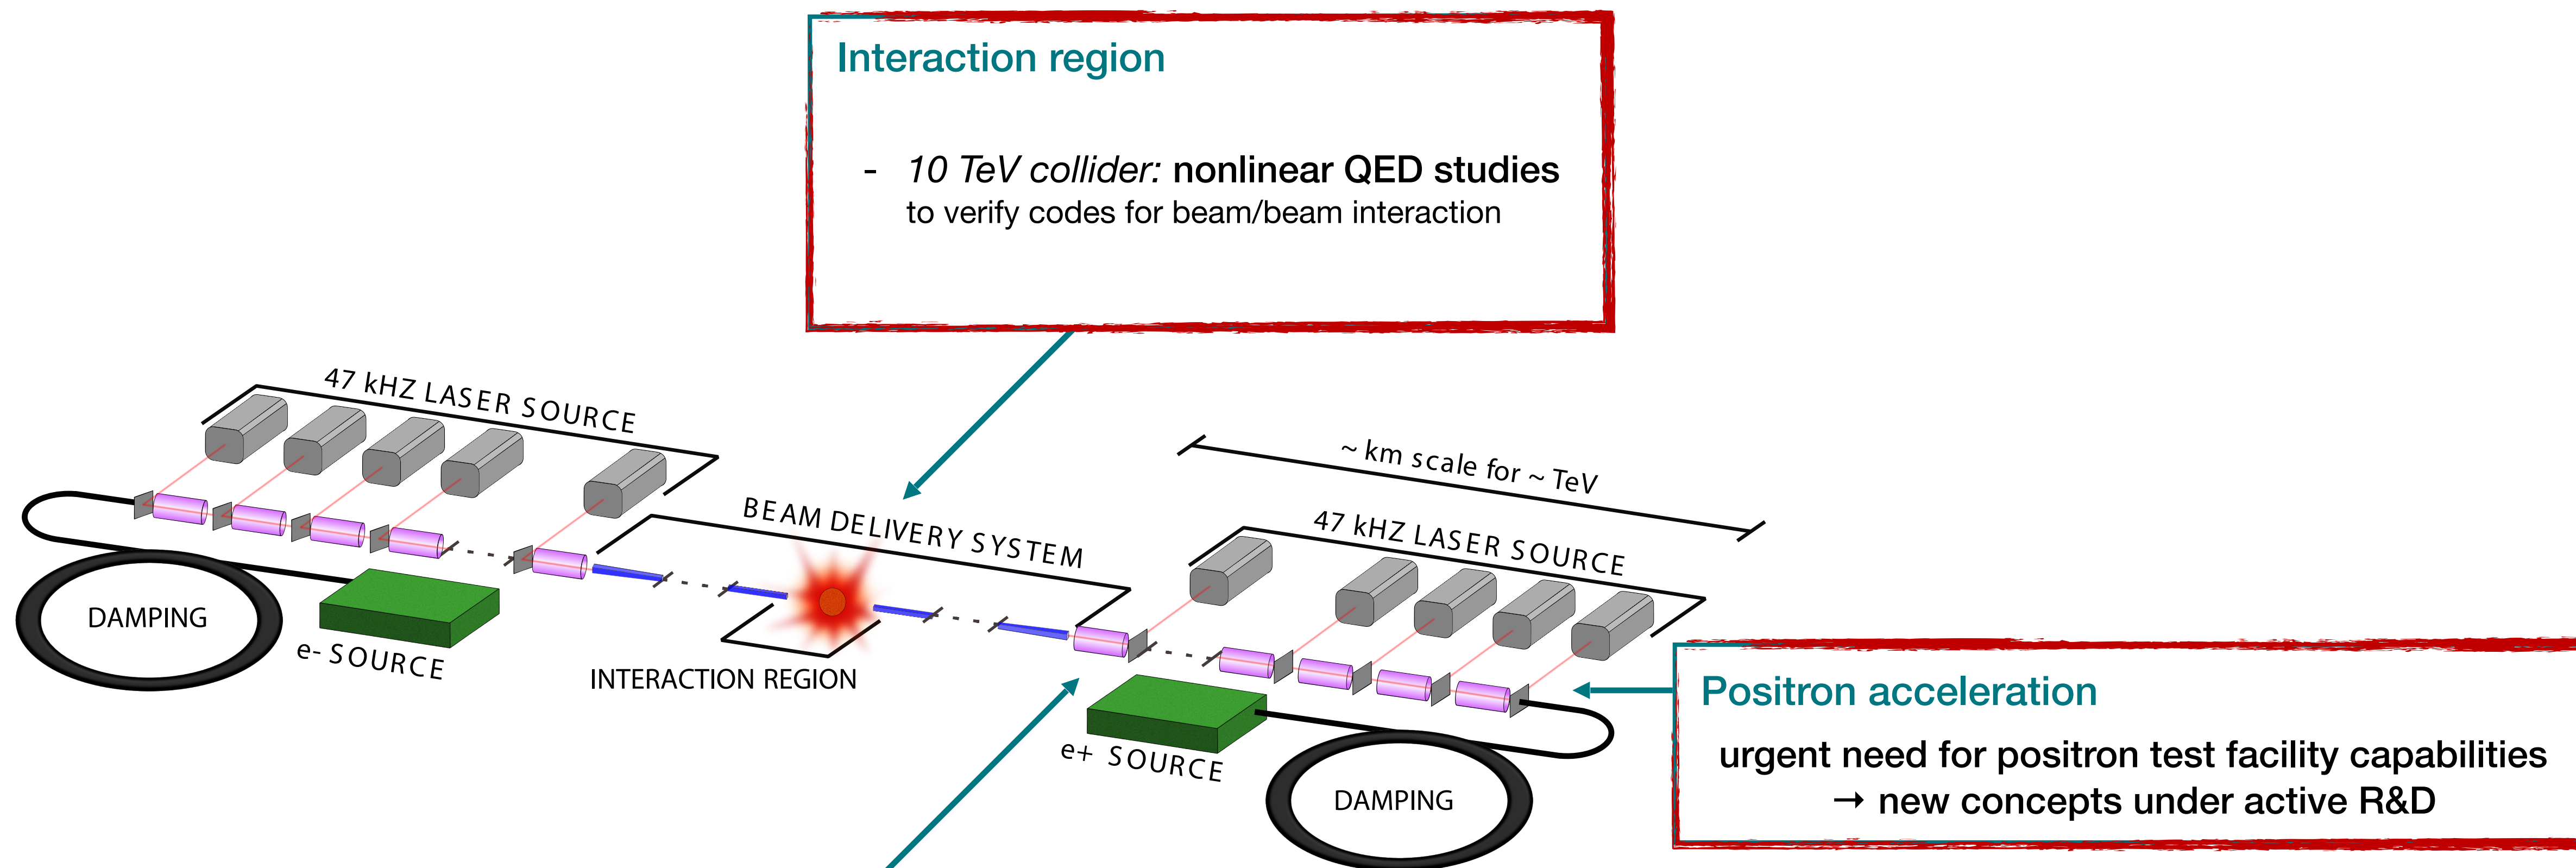 Interaction region
- 10 TeV collider: nonlinear QED studies
to verify codes for beam/beam interaction
47 kHZ LASER SOURCE
~ km scale for ~ TeV
BEAM DELIVERY SYSTEM
47 kHZ LASER SOURCE
DAMPING
e- SOURCE
INTERACTION REGION
Positron acceleration
urgent need for positron test facility capabilities
→ new concepts under active R&D
e+ SOURCE
DAMPING